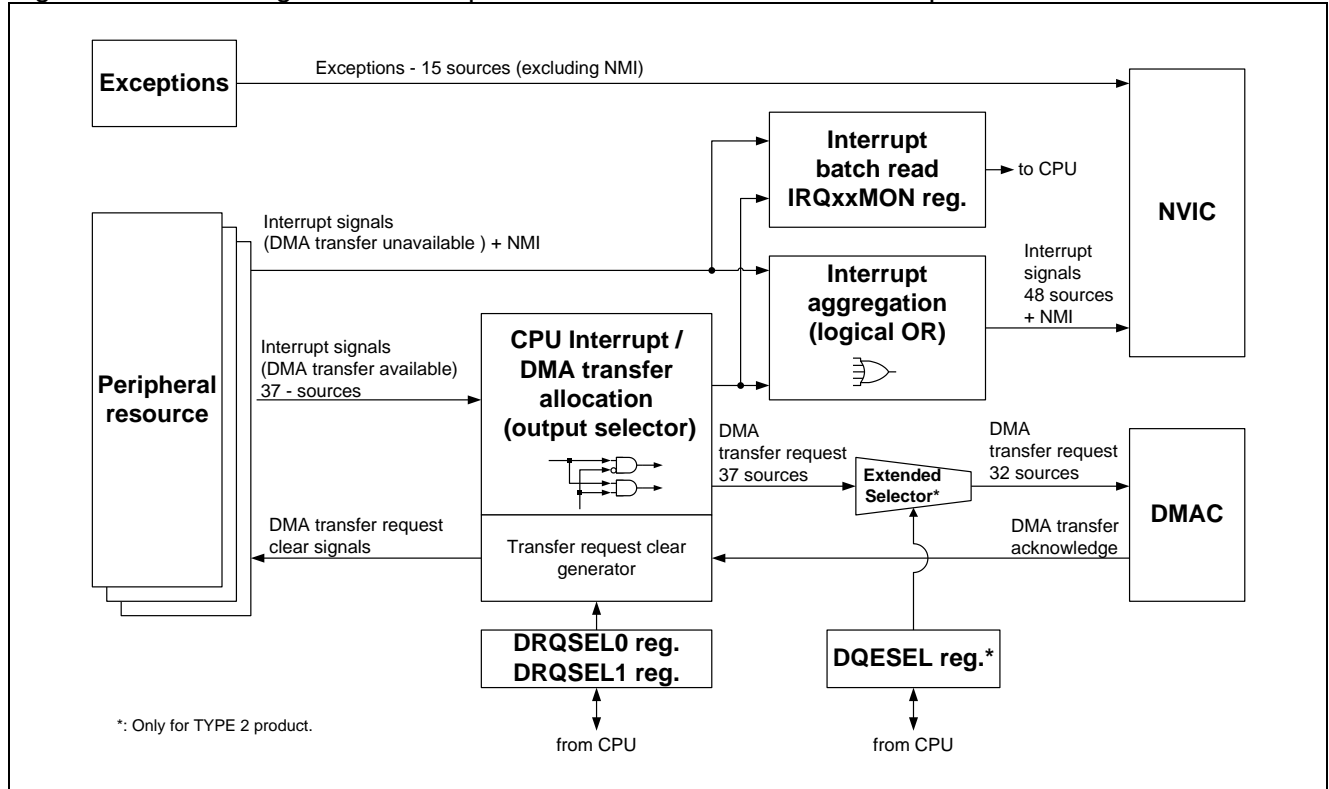 Exceptions
Exceptions - 15 sources (excluding NMI)
Interrupt
batch read
IRQxxMON reg.
to CPU
NVIC
Peripheral
resource
Interrupt signals
(DMA transfer unavailable ) + NMI
Interrupt
aggregation
(logical OR)
Interrupt
signals
48 sources
+ NMI
Interrupt signals
(DMA transfer available)
37 - sources
CPU Interrupt /
DMA transfer
allocation
(output selector)
DMA
transfer request
37 sources
Extended
Selector*
DMA
transfer request
32 sources
DMAC
DMA transfer request
clear signals
Transfer request clear
generator
DMA transfer
acknowledge
DRQSEL0 reg.
DRQSEL1 reg.
DQESEL reg.*
*: Only for TYPE 2 product.
from CPU
from CPU